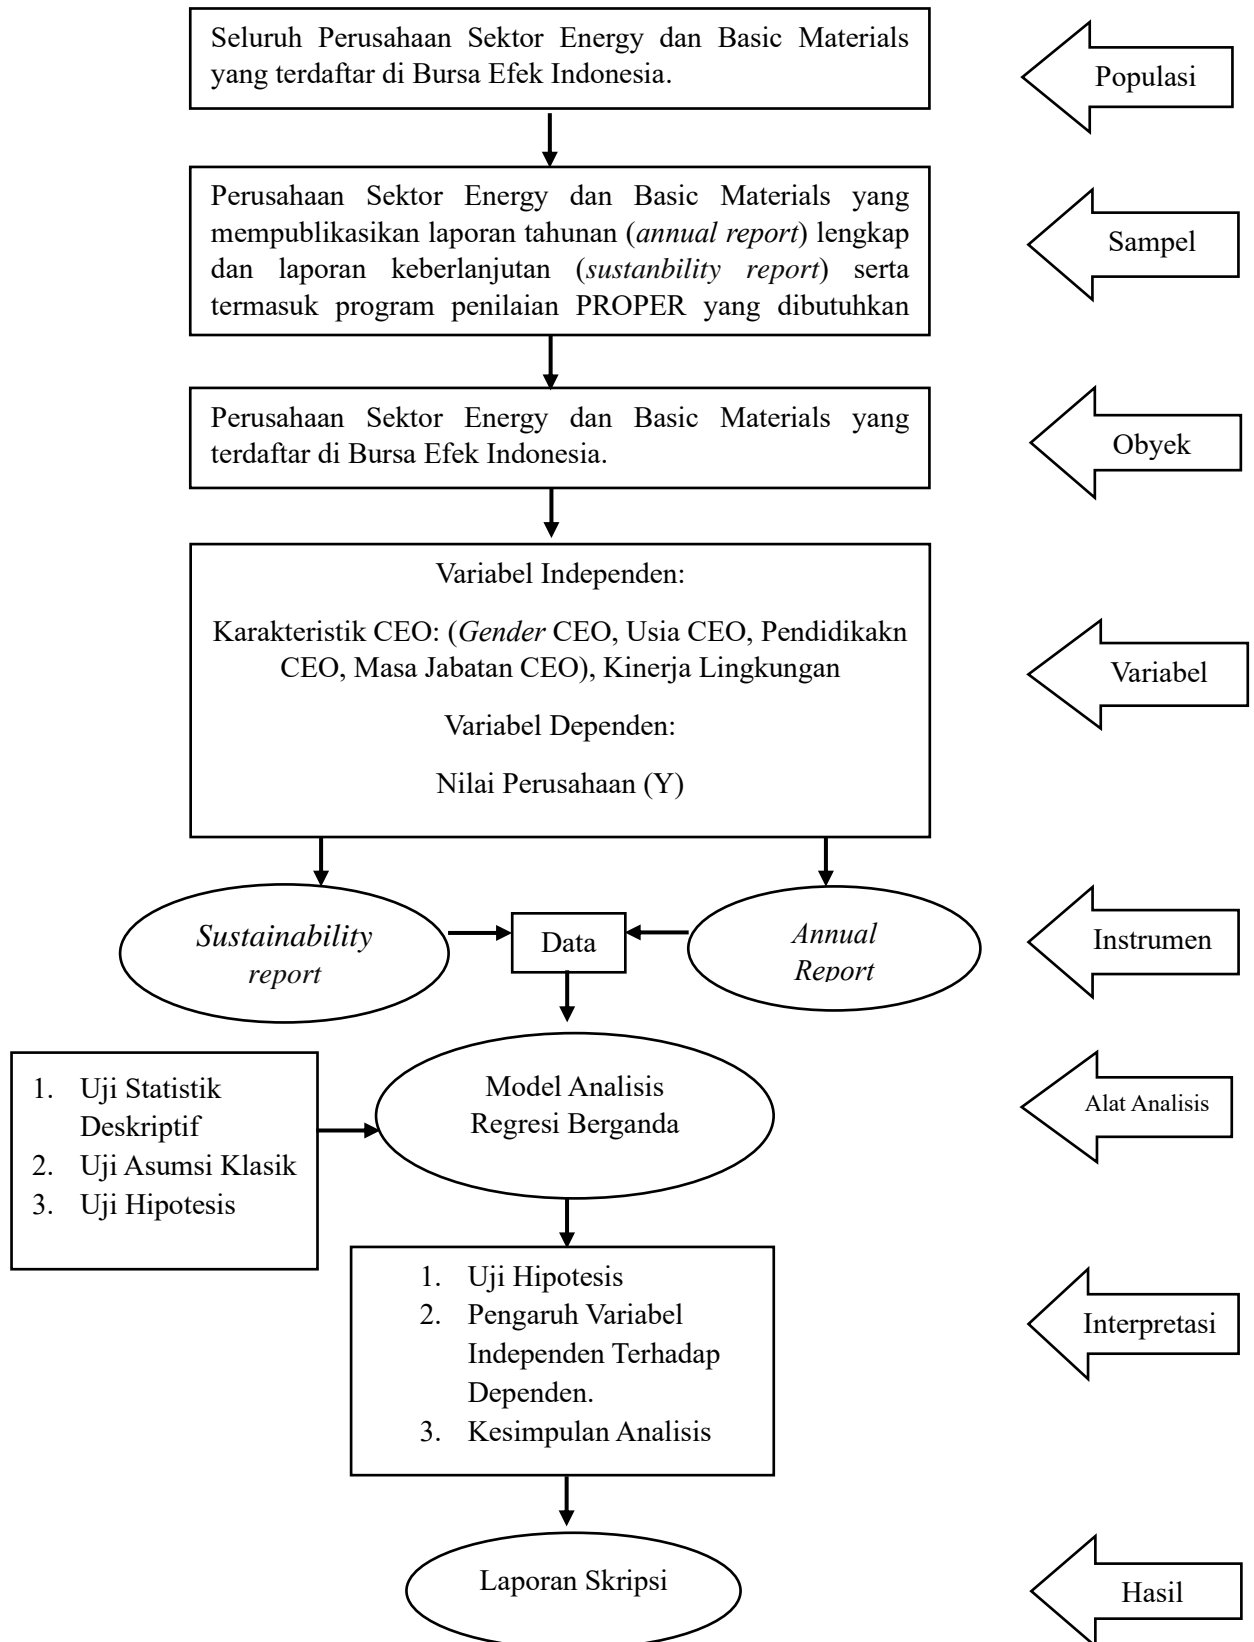 Seluruh Perusahaan Sektor Energy dan Basic Materials
yang terdaftar di Bursa Efek Indonesia.
Populasi
Perusahaan Sektor Energy dan Basic Materials yang
mempublikasikan laporan tahunan (annual report) lengkap
dan laporan keberlanjutan (sustanbility report) serta
termasuk program penilaian PROPER yang dibutuhkan
Sampel
Perusahaan Sektor Energy dan Basic Materials yang
terdaftar di Bursa Efek Indonesia.
Obyek
Variabel Independen:
Karakteristik CEO: (Gender CEO, Usia CEO, Pendidikakn
CEO, Masa Jabatan CEO), Kinerja Lingkungan
Variabel Dependen:
Nilai Perusahaan (Y)
Variabel
Sustainability
report
Data
Annual
Report
Instrumen
1. Uji Statistik
Deskriptif
2. Uji Asumsi Klasik
3. Uji Hipotesis
Model Analisis
Regresi Berganda
Alat Analisis
1. Uji Hipotesis
2. Pengaruh Variabel
Independen Terhadap
Dependen.
3. Kesimpulan Analisis
Interpretasi
Laporan Skripsi
Hasil